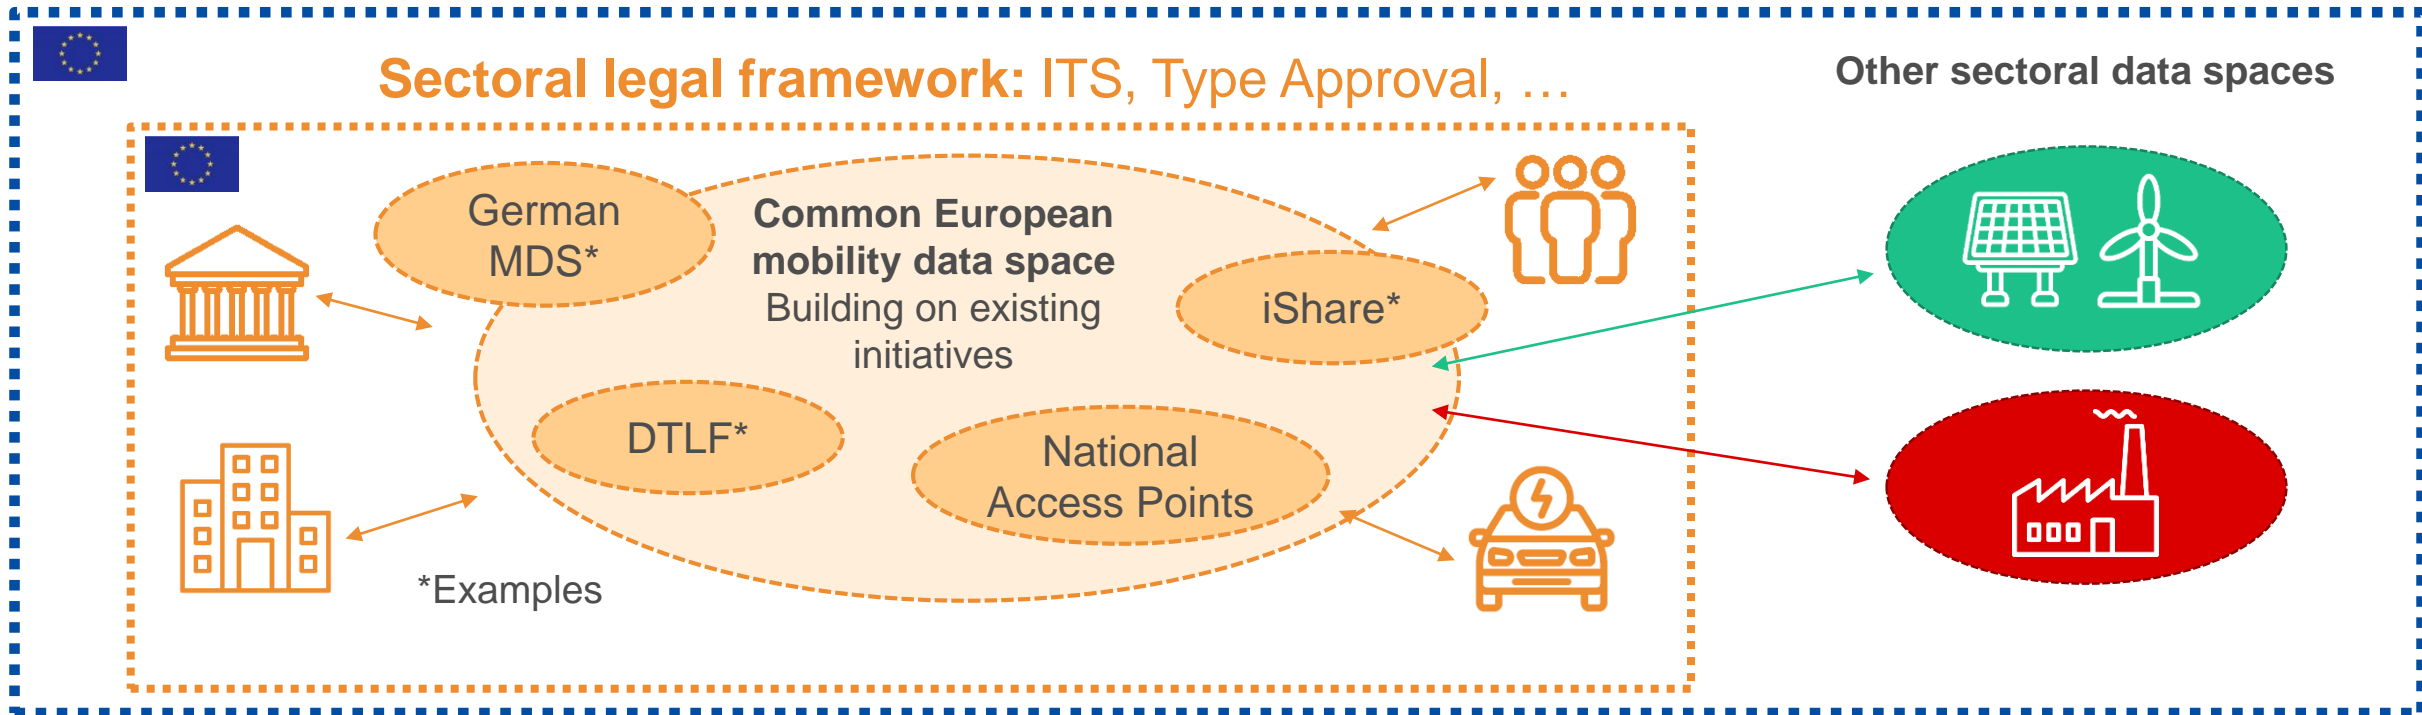 Sectoral legal framework: ITS, Type Approval, …
Other sectoral data spaces
German
MDS*
Common European
mobility data space
Building on existing
initiatives
iShare*
DTLF*
National
Access Points
*Examples